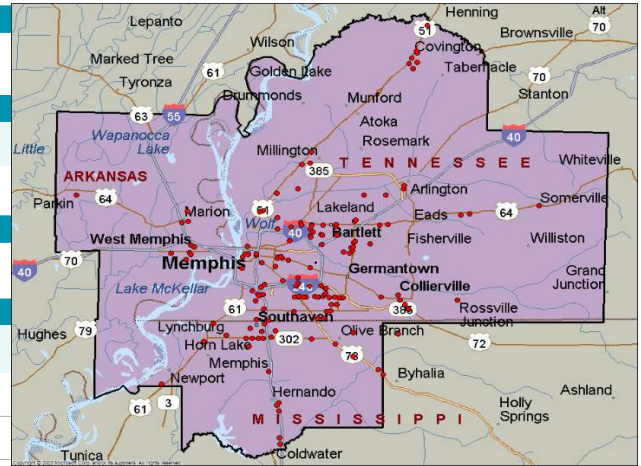 Henning
Alt
70
Lepanto
51
Brownsville
Wilson
Covington
Marked Tree
61
Tabernacle
Golden Lake
70
Tyronza
Drummonds
Munford
Stanton
63
55
Atoka
40
Little
Wapanocca
Lake
Rosemark
Millington
TENNESSEE
Whiteville
385
ARKANSAS
Arlington
Parkin
64
Somerville
Marion
Lakeland
Eads
64
Wolf
40
Bartlett
West Memphis
Fisherville
Williston
70
Memphis
Germantown
40
Grand
Junction
Lake McKellar
40
Collierville
61
385
Rossville
Junction
Southaven
Lynchburg
Olive Branch
Hughes
79
302
72
Horn Lake
Memphis
78
Byhalia
Newport
Ashland
Hernando
Holly
Springs
61
3
MISSISSIPPI
Tunica
Coldwater